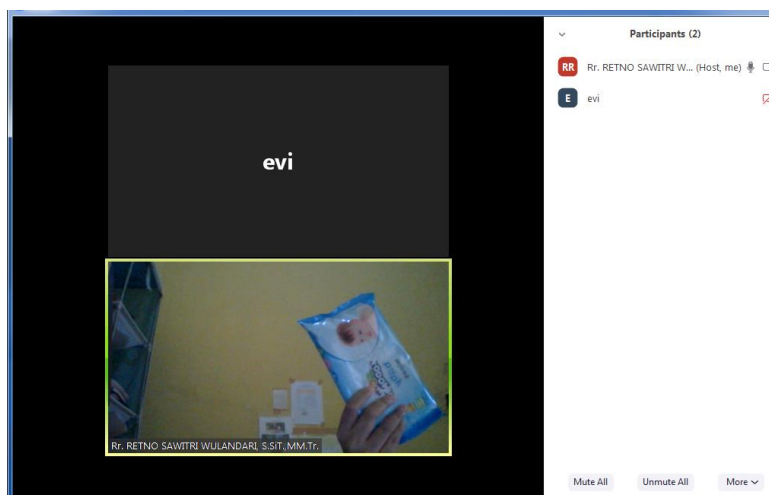 Participants (2)
RR Rr. RETNO SAWITRI W... (Host, me)
E evi
evi
Rr. RETNO SAWITRI WULANDARI, S.SiT.,MM.Tr.
Mute All Unmute All More